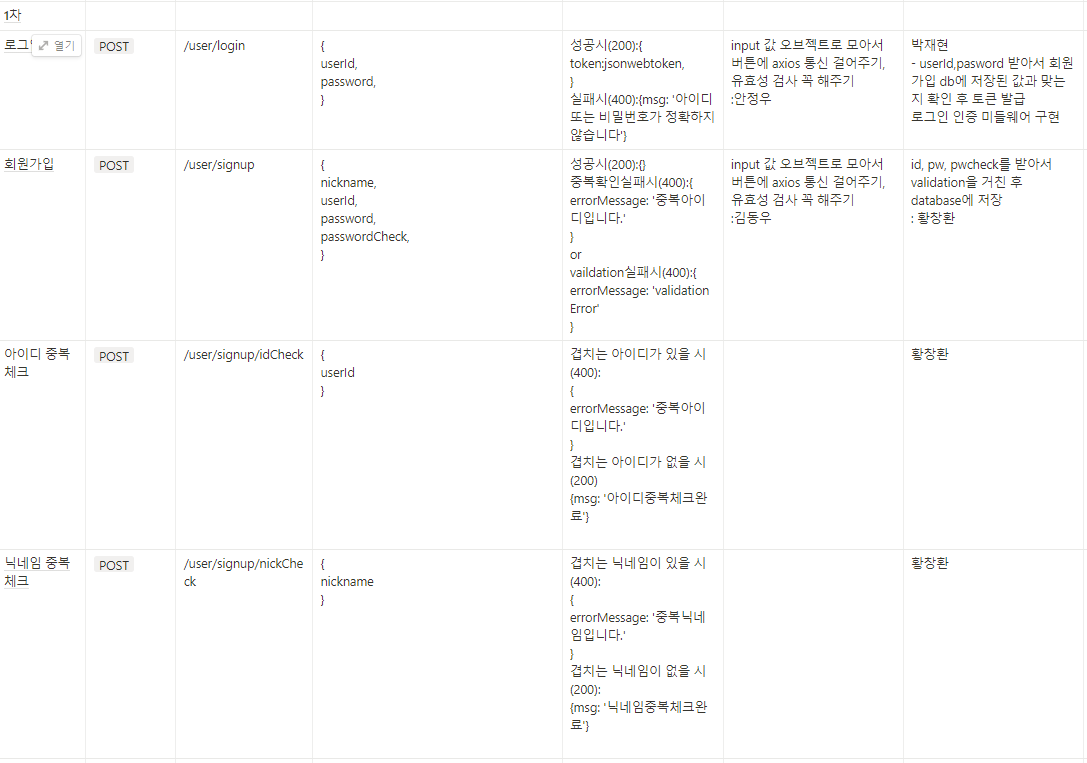 1차
로그
열기
POST
/user/login
{
userId,
password,
}
성공시(200):{
token:jsonwebtoken,
}
실패시(400):{msg: '아이디
또는 비밀번호가 정확하지
않습니다'}
input 값 오브젝트로 모아서
버튼에 axios 통신 걸어주기,
유효성 검사 꼭 해주기
:안정우
박재현
- userId,pasword 받아서 회원
가입 db에 저장된 값과 맞는
지 확인 후 토큰 발급
로그인 인증 미들웨어 구현
회원가입
POST
/user/signup
{
nickname,
userId,
password,
passwordCheck,
}
성공시(200):{}
중복확인실패시(400):{
errorMessage: '중복아이
디입니다.'
}
or
vaildation실패시(400):{
errorMessage: 'validation
Error'
}
input 값 오브젝트로 모아서
버튼에 axios 통신 걸어주기,
유효성 검사 꼭 해주기
:김동우
id, pw, pwcheck를 받아서
validation을 거친 후
database에 저장
: 황창환
아이디 중복
체크
POST
/user/signup/idCheck
{
userId
}
겹치는 아이디가 있을 시
(400):
{
errorMessage: '중복아이
디입니다.'
}
겹치는 아이디가 없을 시
(200)
{msg: '아이디중복체크완
료'}
황창환
닉네임 중복
체크
POST
/user/signup/nickChe
ck
{
nickname
}
겹치는 닉네임이 있을 시
(400):
{
errorMessage: '중복닉네
임입니다.'
}
겹치는 닉네임이 없을 시
(200):
{msg: '닉네임중복체크완
료'}
황창환